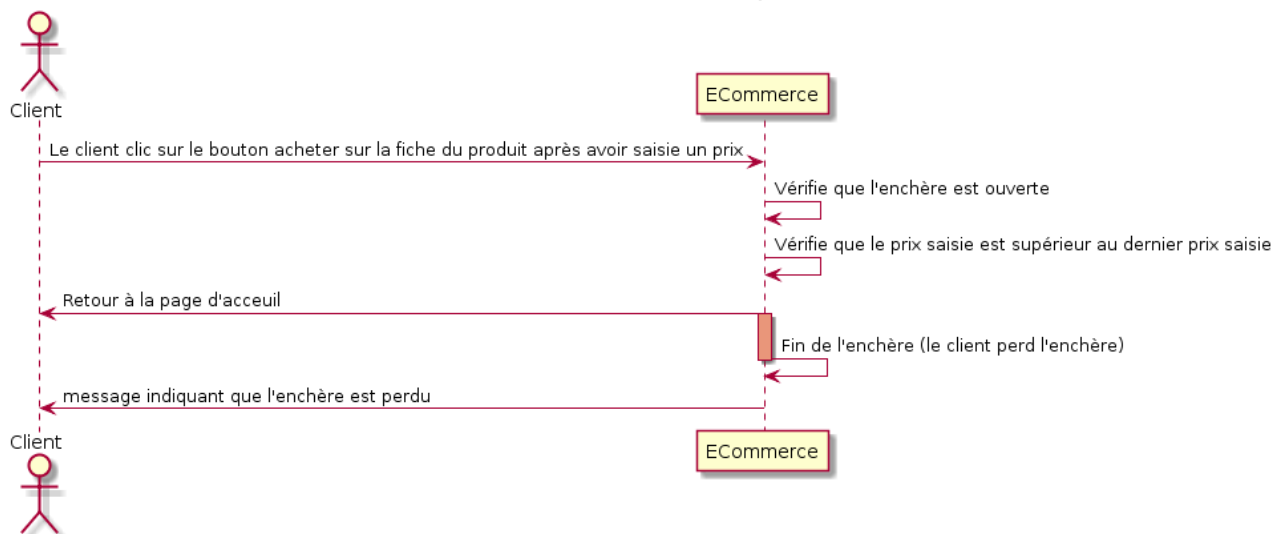 Client
ECommerce
Le client clic sur le bouton acheter sur la fiche du produit après avoir saisie un prix
Vérifie que l'enchère est ouverte
Vérifie que le prix saisie est supérieur au dernier prix saisie
Retour à la page d'acceuil
Fin de l'enchère (le client perd l'enchère)
message indiquant que l'enchère est perdu
Client
ECommerce